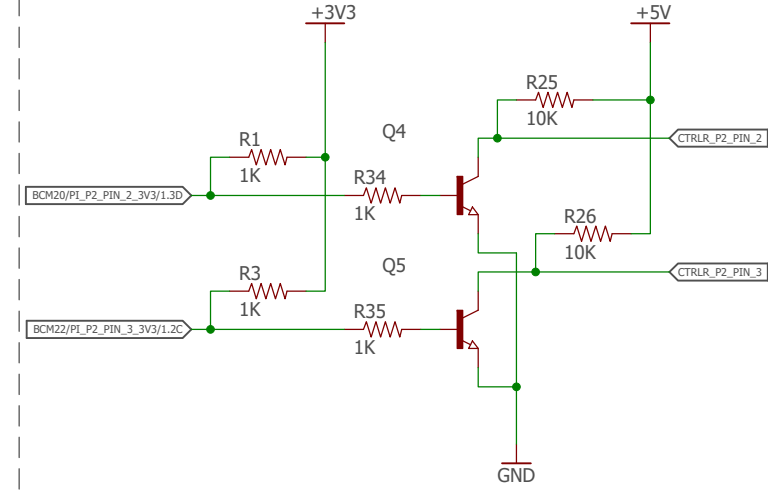 +3V3
+5V
R25
10K
Q4
CTRLR_P2_PIN_2
R1
1K
R34
1K
BCM20/PI_P2_PIN_2_3V3/1.3D
R26
10K
Q5
CTRLR_P2_PIN_3
R3
1K
R35
1K
BCM22/PI_P2_PIN_3_3V3/1.2C
GND